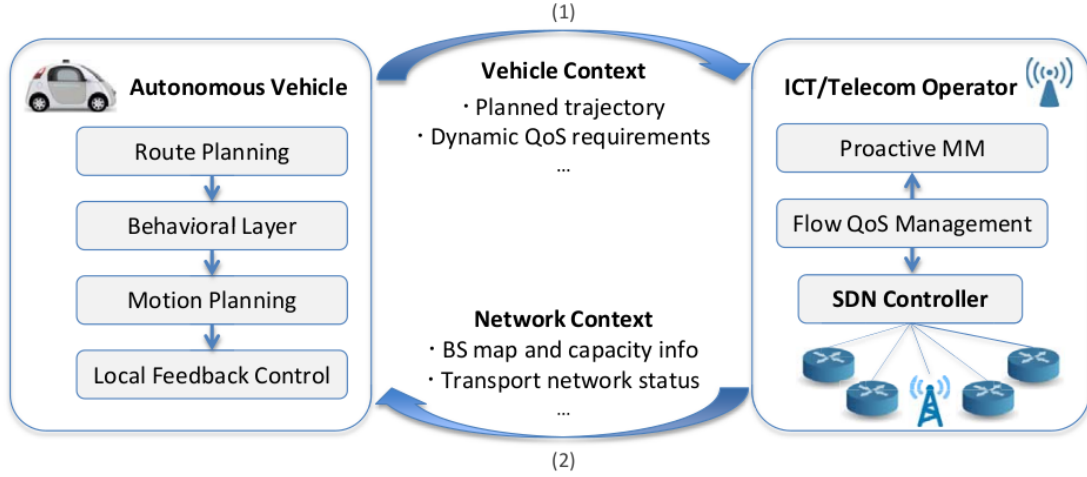 (1)
Autonomous Vehicle
Route Planning
Behavioral Layer
Motion Planning
Local Feedback Control
Vehicle Context
· Planned trajectory
· Dynamic QoS requirements
...
Network Context
· BS map and capacity info
· Transport network status
...
ICT/Telecom Operator
Proactive MM
Flow QoS Management
SDN Controller
(2)